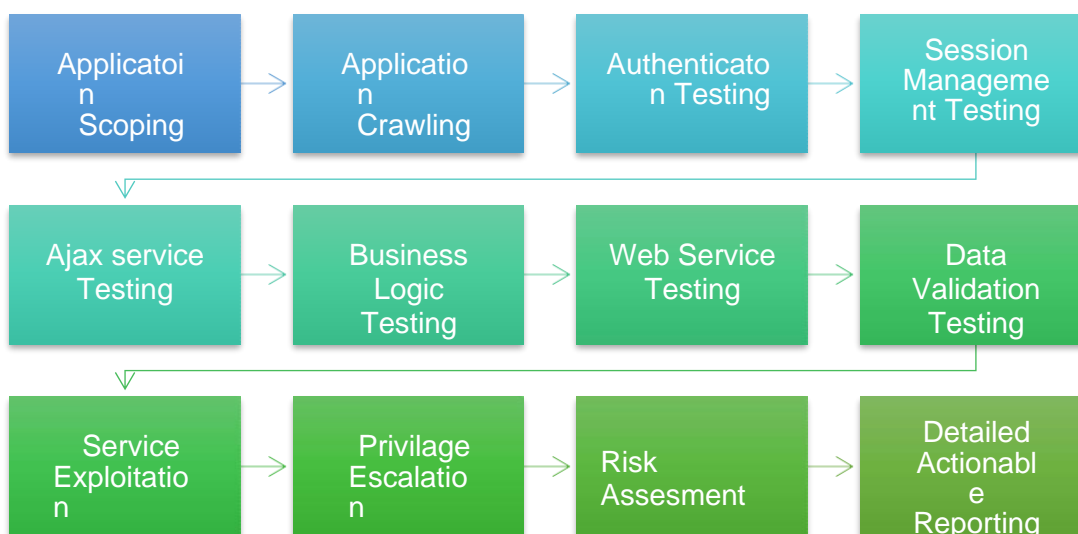 Applicatoi
n
Scoping
Applicatio
n
Crawling
Authenticato
n Testing
Session
Manageme
nt Testing
Ajax service
Testing
Business
Logic
Testing
Web Service
Testing
Data
Validation
Testing
Service
Exploitatio
n
Privilage
Escalatio
n
Risk
Assesment
Detailed
Actionabl
e
Reporting